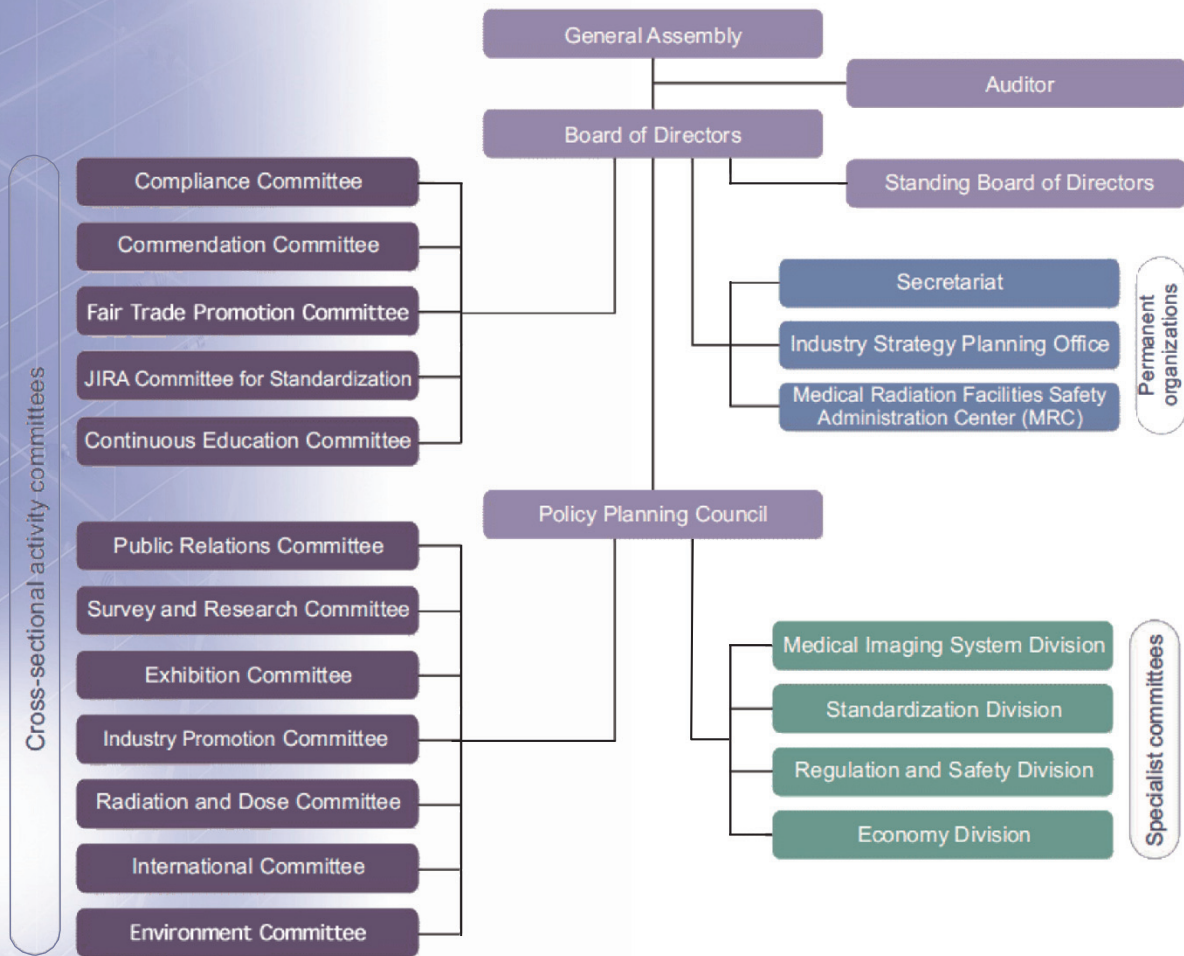 General Assembly
Auditor
Board of Directors
Standing Board of Directors
Cross-sectional activity committees
Compliance Committee
Commendation Committee
Fair Trade Promotion Committee
JIRA Committee for Standardization
Continuous Education Committee
Secretariat
Industry Strategy Planning Office
Medical Radiation Facilities Safety
Administration Center (MRC)
Permanent
organizations
Policy Planning Council
Public Relations Committee
Survey and Research Committee
Exhibition Committee
Industry Promotion Committee
Radiation and Dose Committee
International Committee
Environment Committee
Medical Imaging System Division
Standardization Division
Regulation and Safety Division
Economy Division
Specialist committees